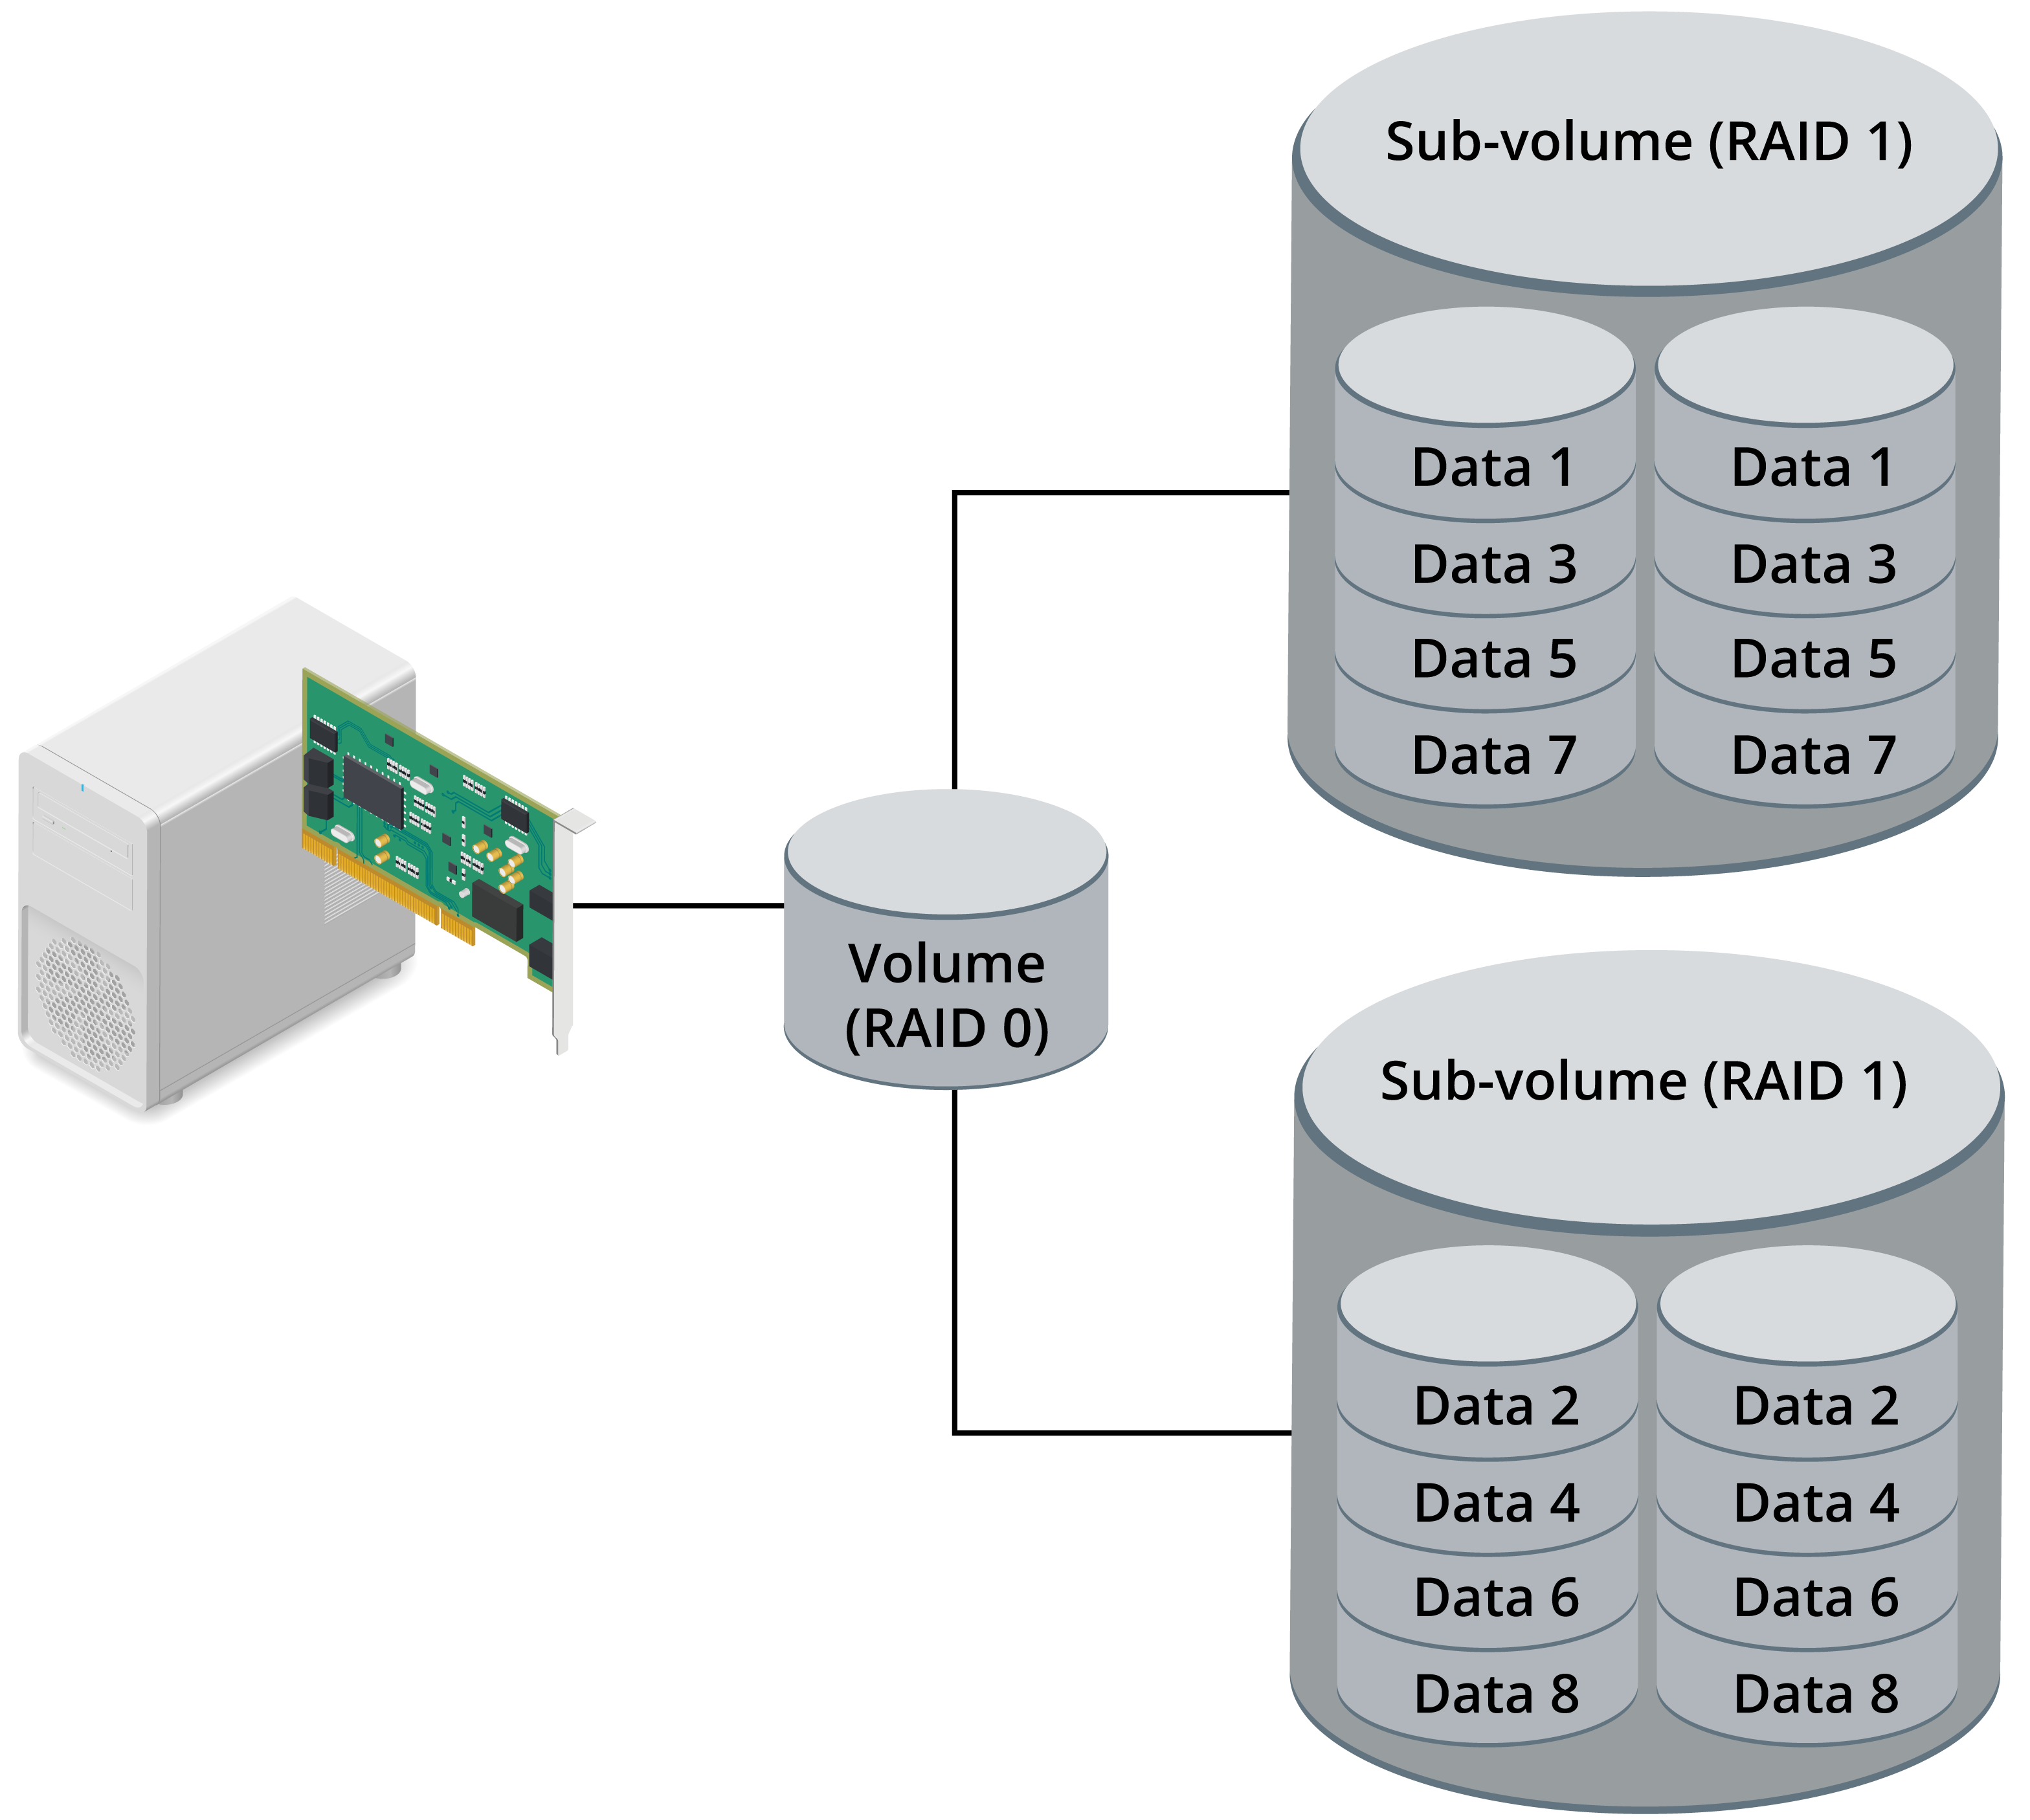 Sub-volume (RAID 1)
Data 1 Data 1
Data 3 Data 3
Data 5 Data 5
Data 7 Data 7
Volume
(RAID 0)
Sub-volume (RAID 1)
Data 2 Data 2
Data 4 Data 4
Data 6 Data 6
Data 8 Data 8